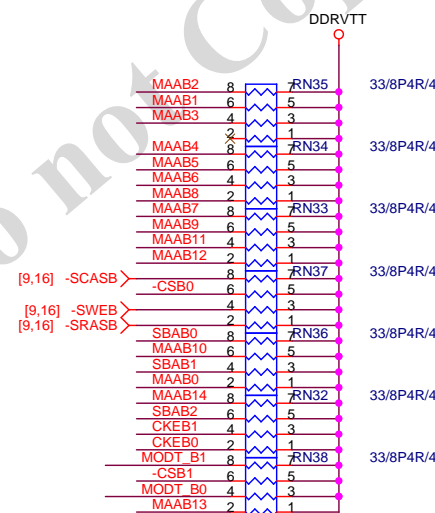 DDRVTT
MAAB2 8 7 RN35 33/8P4R/4
MAAB1 6 5
MAAB3 4 3
2 1
MAAB4 8 7 RN34 33/8P4R/4
MAAB5 6 5
MAAB6 4 3
MAAB8 2 1
MAAB7 8 7 RN33 33/8P4R/4
MAAB9 6 5
MAAB11 4 3
MAAB12 2 1
[9,16] -SCASB 8 7 RN37 33/8P4R/4
-CSB0 6 5
[9,16] -SWEB 4 3
[9,16] -SRASB 2 1
SBAB0 8 7 RN36 33/8P4R/4
MAAB10 6 5
SBAB1 4 3
MAAB0 2 1
MAAB14 8 7 RN32 33/8P4R/4
SBAB2 6 5
CKEB1 4 3
CKEB0 2 1
MODT_B1 8 7 RN38 33/8P4R/4
-CSB1 6 5
MODT_B0 4 3
MAAB13 2 1
o not Co